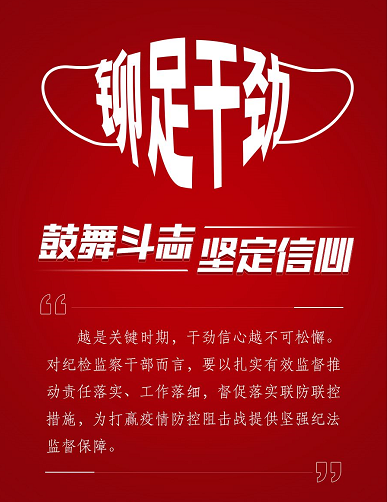 铆足干劲
鼓舞斗志 坚定信心
越是关键时期，干劲信心越不可松懈。
对纪检监察干部而言，要以扎实有效监督推
动责任落实、工作落细，督促落实联防联控
措施，为打赢疫情防控阻击战提供坚强纪法
监督保障。